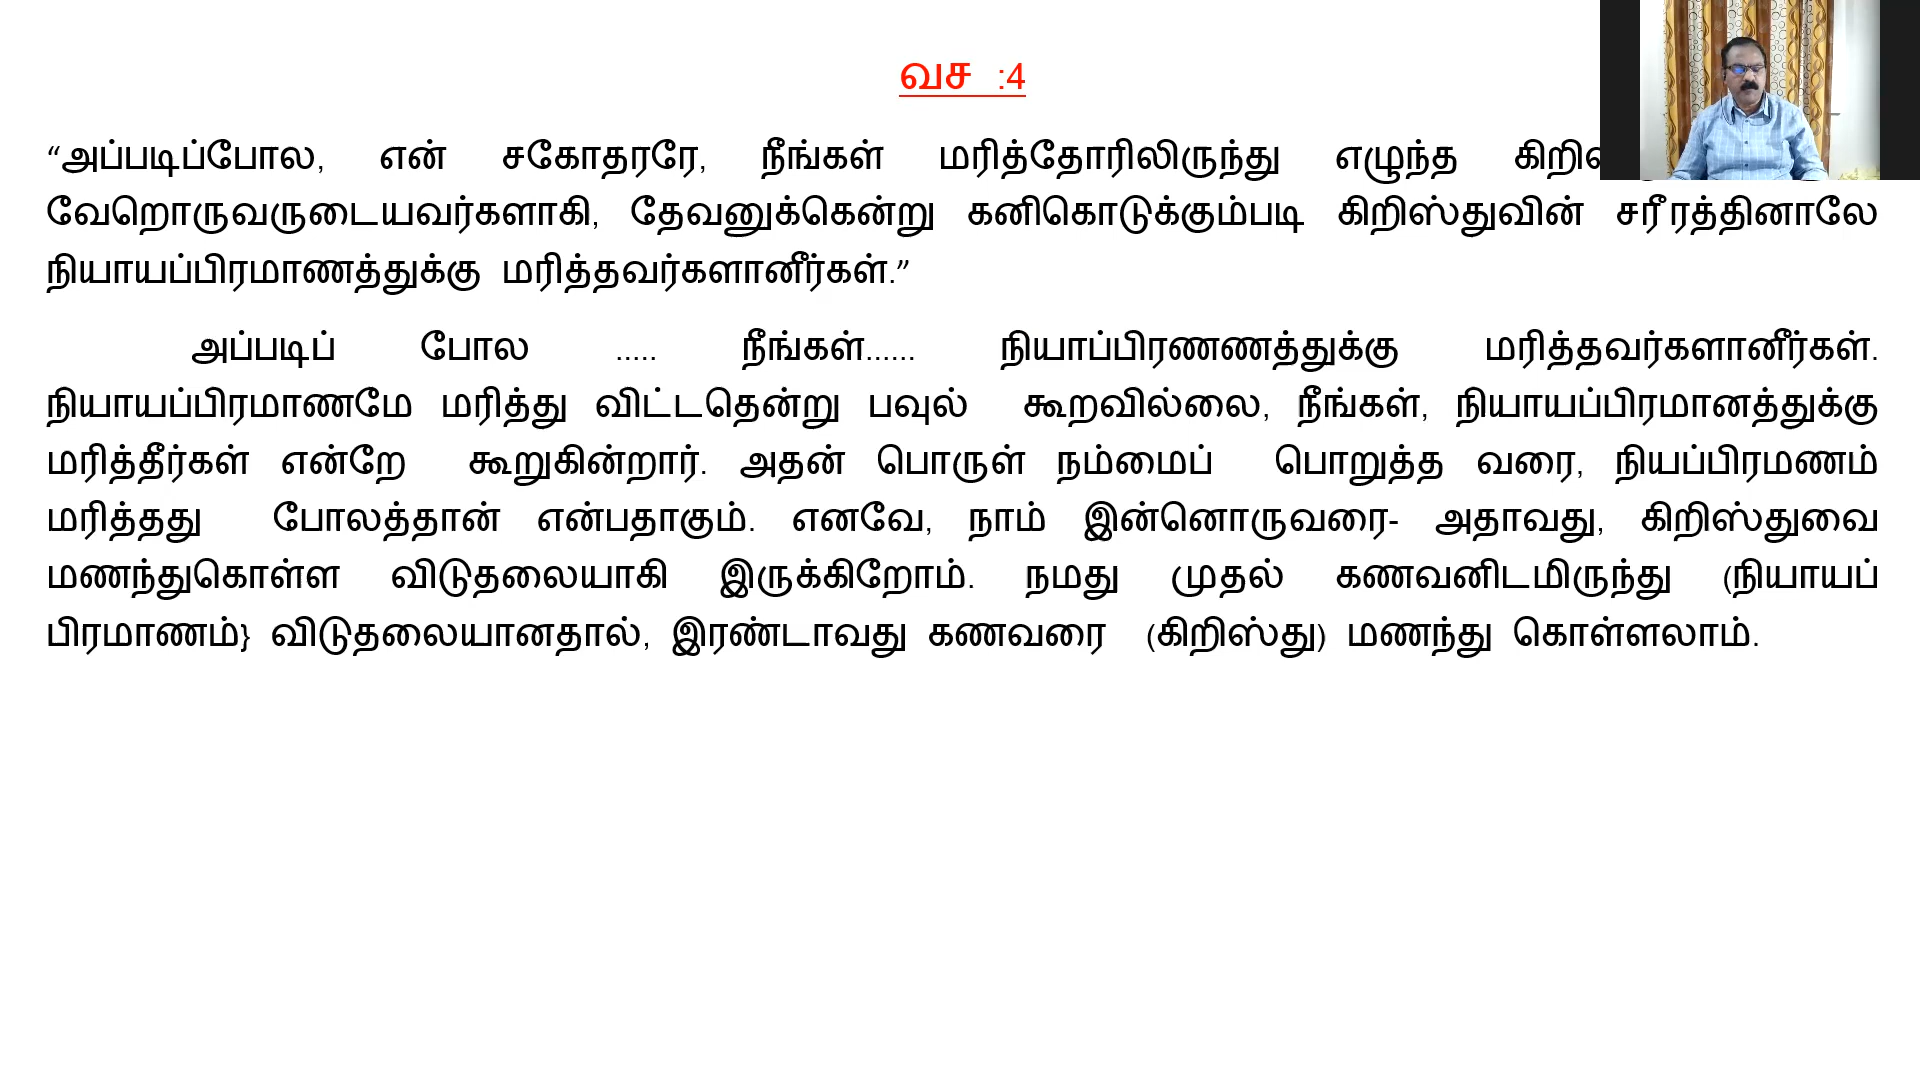 வச :4
“அப்படிப்போல, என் சகோதரரே, நீங்கள் மரித்தோரிலிருந்து எழுந்த
வேறொருவருடையவர்களாகி, தேவனுக்கென்று கனிகொடுக்கும்படி கிறிஸ்துவின் சரீரத்தினாலே
நியாயப்பிரமாணத்துக்கு மரித்தவர்களானீர்கள்.”
அப்படிப் போல ..... நீங்கள்...... நியாப்பிரணணத்துக்கு மரித்தவர்களானீர்கள்.
நியாயப்பிரமாணமே மரித்து விட்டதென்று பவுல் கூறவில்லை, நீங்கள், நியாயப்பிரமானத்துக்கு
மரித்தீர்கள் என்றே கூறுகின்றார். அதன் பொருள் நம்மைப் பொறுத்த வரை, நியப்பிரமணம்
மரித்தது போலத்தான் என்பதாகும். எனவே, நாம் இன்னொருவரை- அதாவது, கிறிஸ்துவை
மணந்துகொள்ள விடுதலையாகி இருக்கிறோம். நமது முதல் கணவனிடமிருந்து (நியாயப்
பிரமாணம்} விடுதலையானதால், இரண்டாவது கணவரை (கிறிஸ்து) மணந்து கொள்ளலாம்.